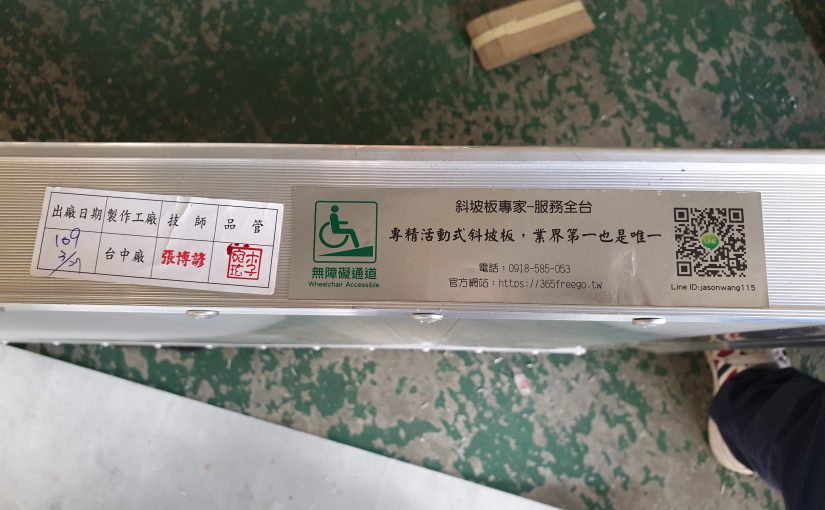 出廠日期 製作工廠 技師 品管
109
3/27
台中廠 張博諺
無障礙通道
Wheelchair Accessible
斜坡板專家-服務全台
專精活動式斜坡板，業界第一也是唯一
電話：0918-585-053
官方網站：https://365freego.tw
LINE
Line ID:jasonwang115